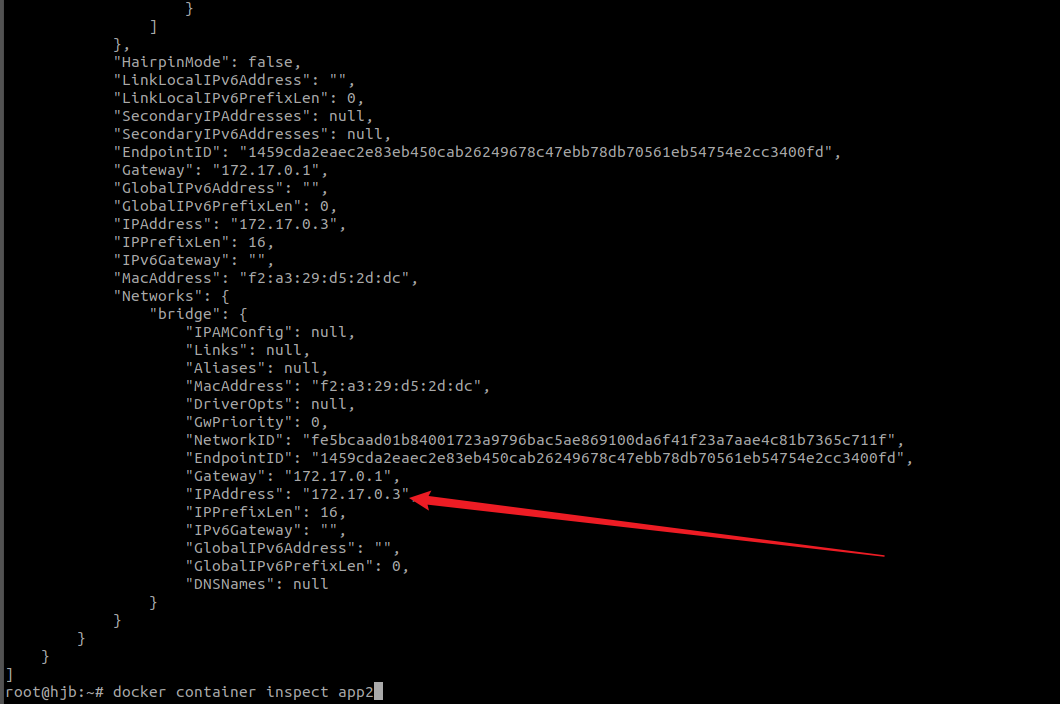 }
]
},
"HairpinMode": false,
"LinkLocalIPv6Address": "",
"LinkLocalIPv6PrefixLen": 0,
"SecondaryIPAddresses": null,
"SecondaryIPv6Addresses": null,
"EndpointID": "1459cda2eaec2e83eb450cab26249678c47ebb78db70561eb54754e2cc3400fd",
"Gateway": "172.17.0.1",
"GlobalIPv6Address": "",
"GlobalIPv6PrefixLen": 0,
"IPAddress": "172.17.0.3",
"IPPrefixLen": 16,
"IPv6Gateway": "",
"MacAddress": "f2:a3:29:d5:2d:dc",
"Networks": {
"bridge": {
"IPAMConfig": null,
"Links": null,
"Aliases": null,
"MacAddress": "f2:a3:29:d5:2d:dc",
"DriverOpts": null,
"GwPriority": 0,
"NetworkID": "fe5bcaad01b84001723a9796bac5ae869100da6f41f23a7aae4c81b7365c711f",
"EndpointID": "1459cda2eaec2e83eb450cab26249678c47ebb78db70561eb54754e2cc3400fd",
"Gateway": "172.17.0.1",
"IPAddress": "172.17.0.3"
"IPPrefixLen": 16,
"IPv6Gateway": "",
"GlobalIPv6Address": "",
"GlobalIPv6PrefixLen": 0,
"DNSNames": null
}
}
}
}
]
root@hjb:~# docker container inspect app2